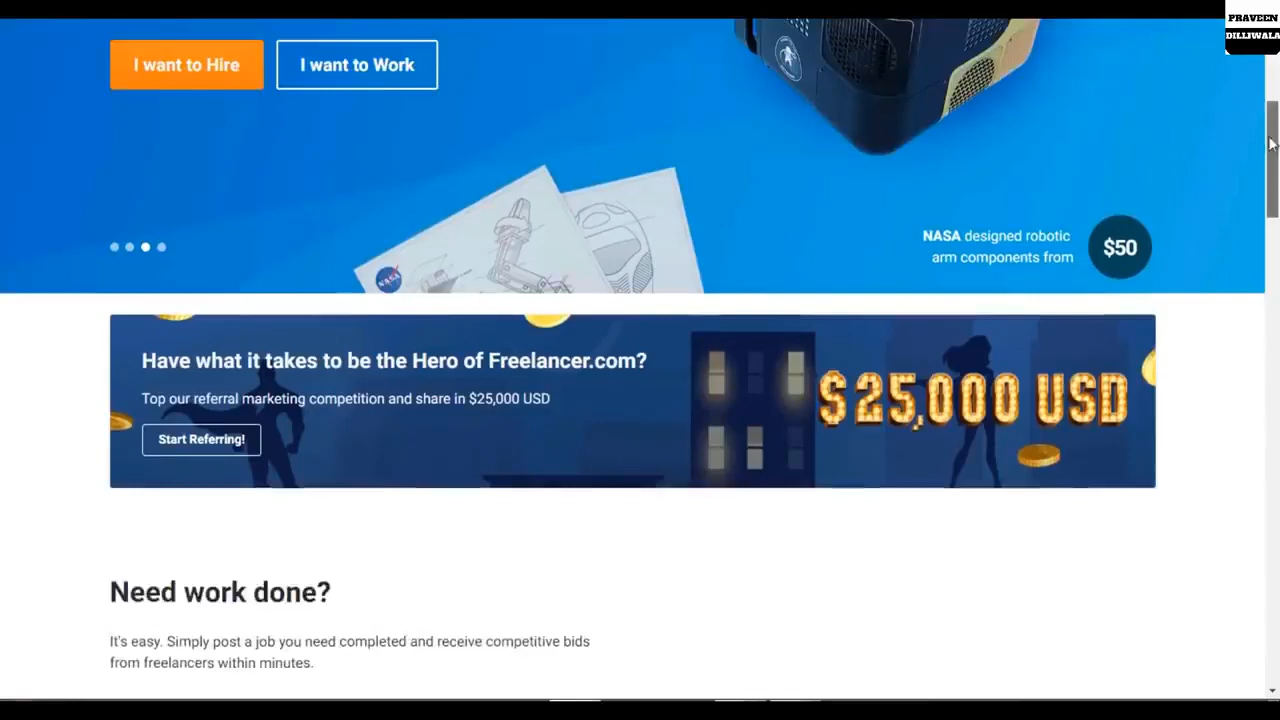 PRAVEEN
DILLIWALA
I want to Hire
I want to Work
NASA
NASA designed robotic
arm components from
$50
Have what it takes to be the Hero of Freelancer.com?
Top our referral marketing competition and share in $25,000 USD
Start Referring!
$25,000 USD
Need work done?
It's easy. Simply post a job you need completed and receive competitive bids
from freelancers within minutes.